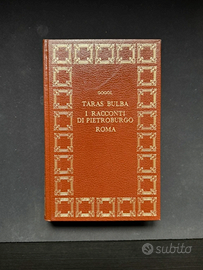 GOGOL
TARAS BULBA
I RACCONTI
DI PIETROBURGO
ROMA
subito